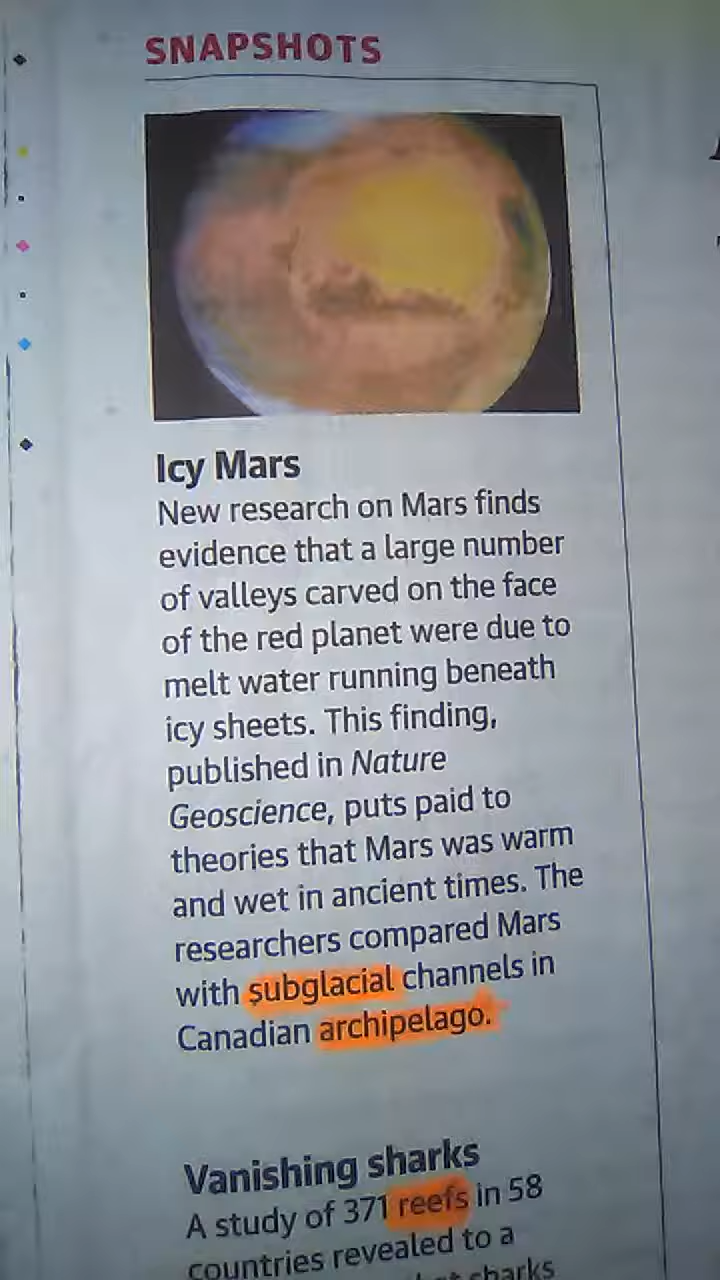 SNAPSHOTS
Icy Mars
New research on Mars finds
evidence that a large number
of valleys carved on the face
of the red planet were due to
melt water running beneath
icy sheets. This finding,
published in Nature
Geoscience, puts paid to
theories that Mars was warm
and wet in ancient times. The
researchers compared Mars
with subglacial channels in
Canadian archipelago.
Vanishing sharks
A study of 371 reefs in 58
countries revealed to a
sharks